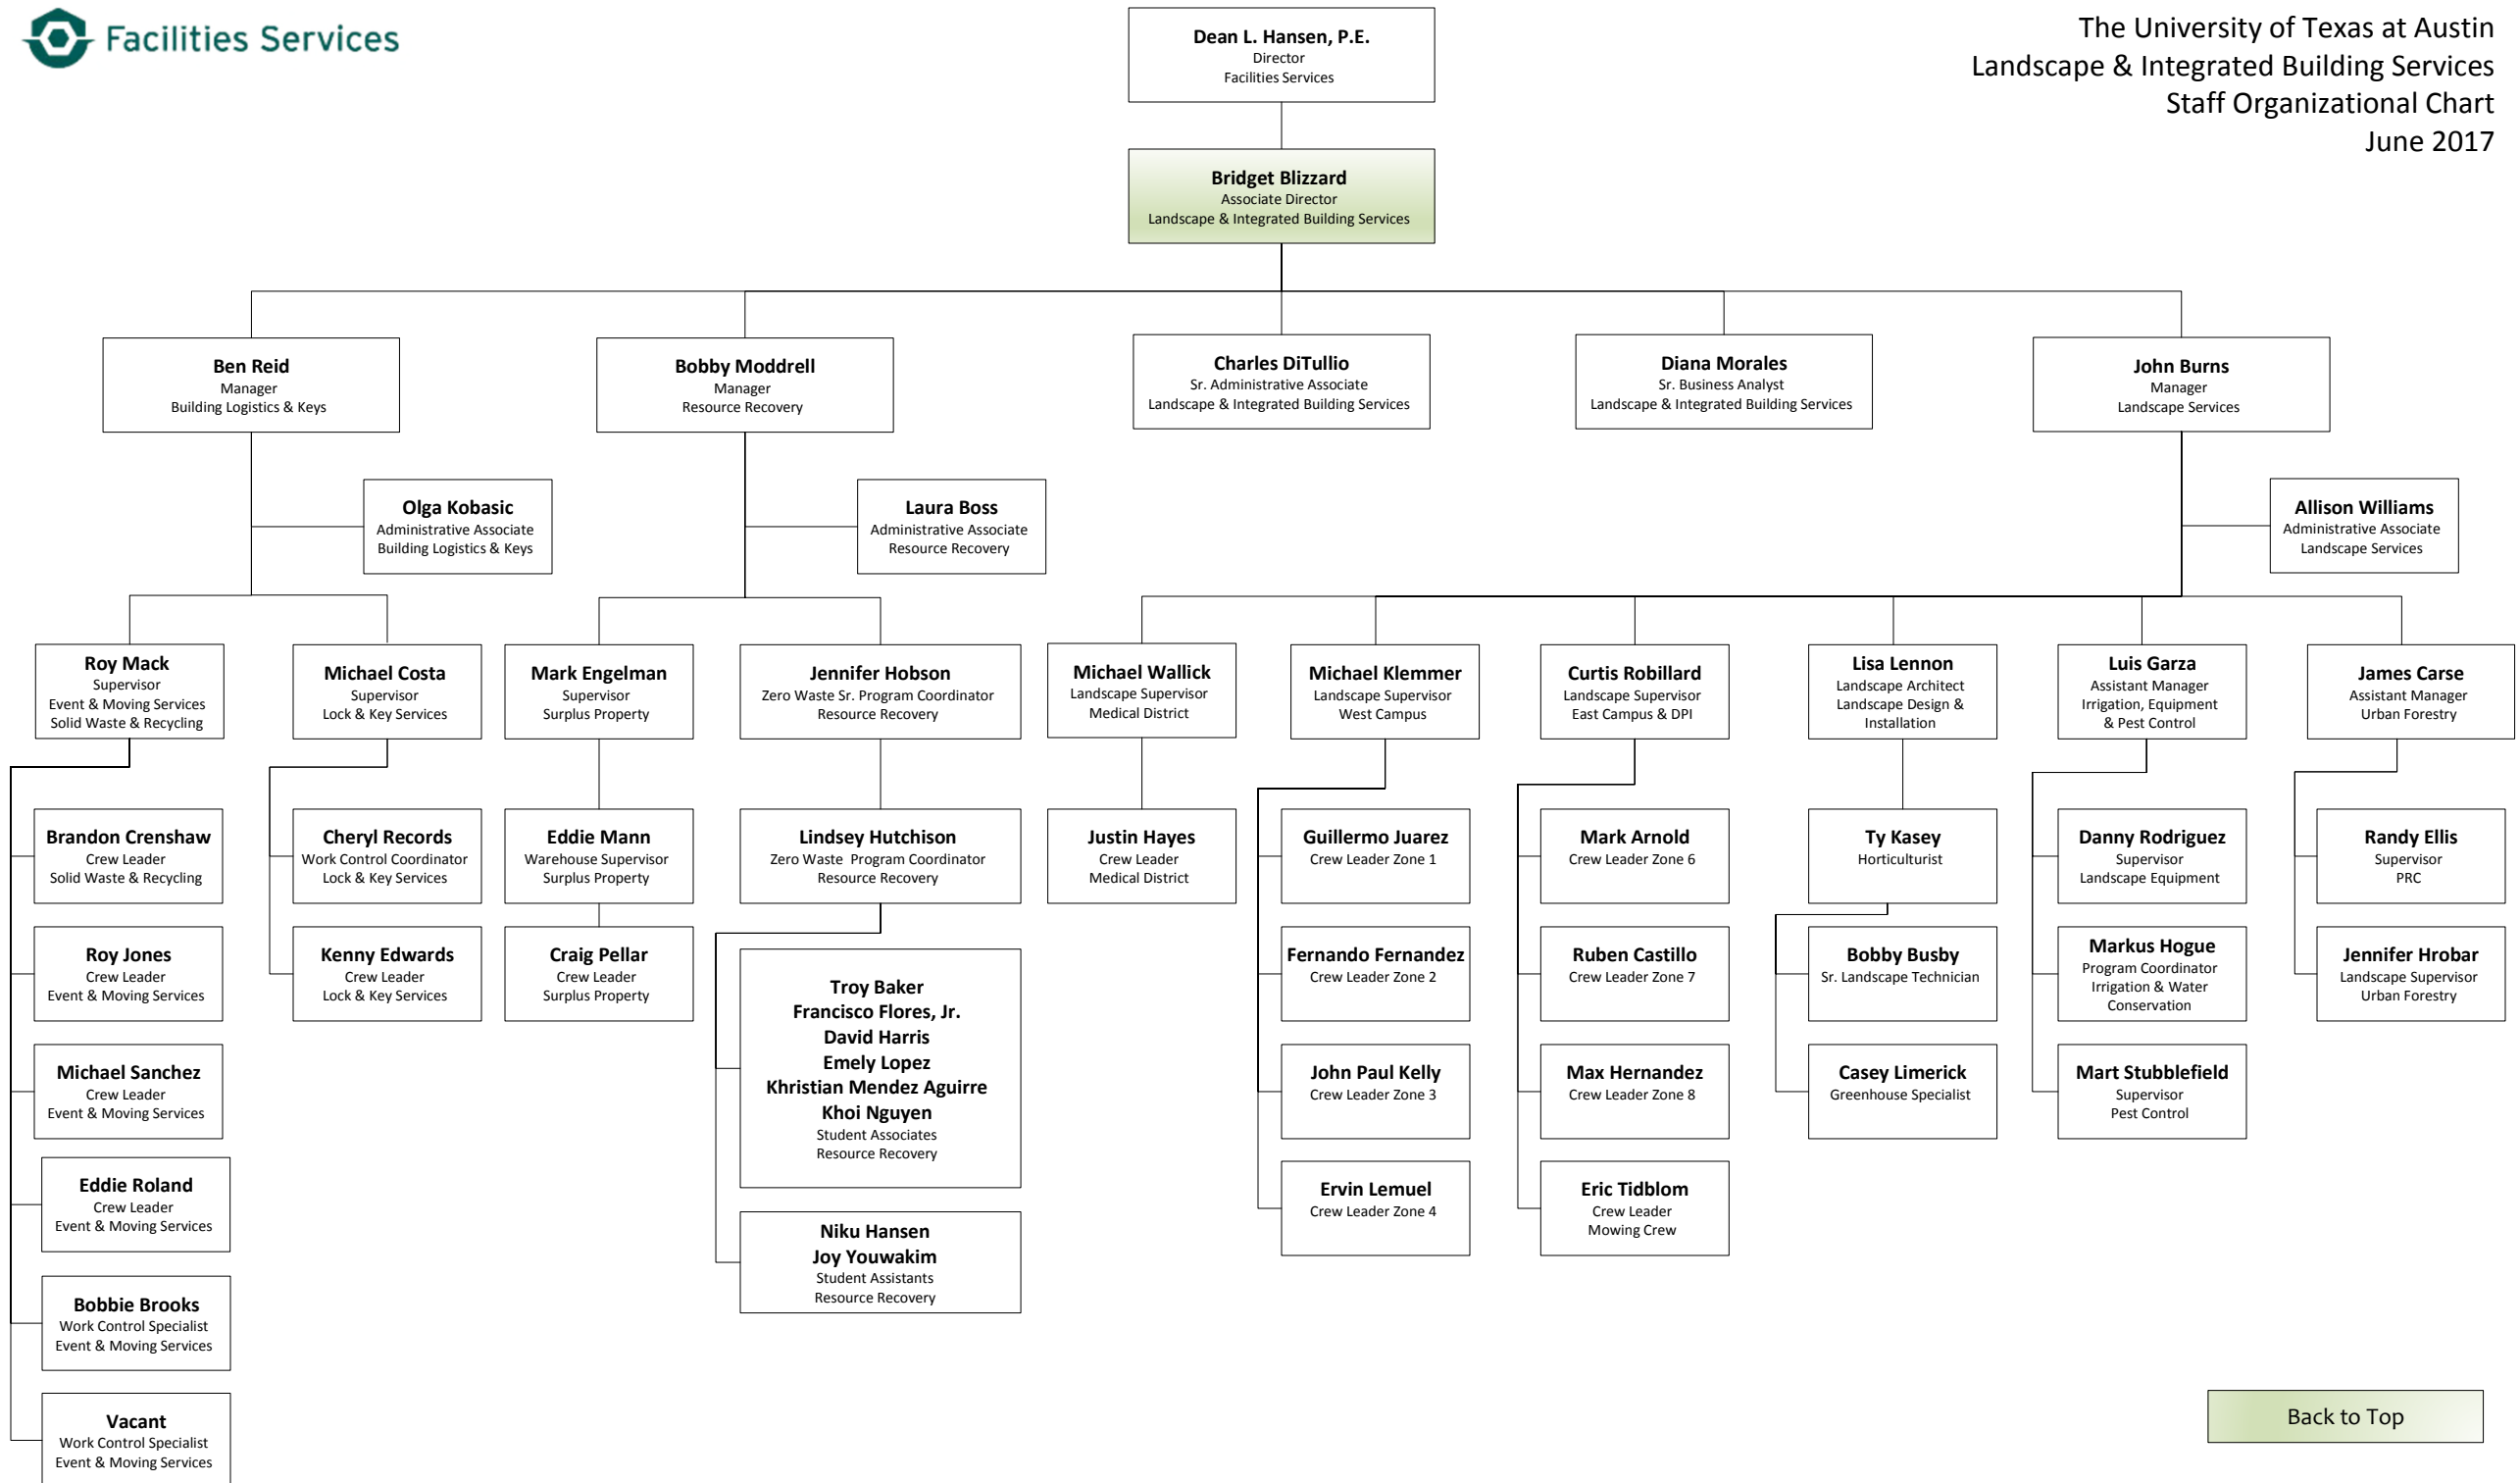 Facilities Services
The University of Texas at Austin
Landscape & Integrated Building Services
Staff Organizational Chart
June 2017
Dean L. Hansen, P.E.
Director
Facilities Services
Bridget Blizzard
Associate Director
Landscape & Integrated Building Services
Ben Reid
Manager
Building Logistics & Keys
Bobby Moddrell
Manager
Resource Recovery
Charles DiTullio
Sr. Administrative Associate
Landscape & Integrated Building Services
Diana Morales
Sr. Business Analyst
Landscape & Integrated Building Services
John Burns
Manager
Landscape Services
Olga Kobasic
Administrative Associate
Building Logistics & Keys
Laura Boss
Administrative Associate
Resource Recovery
Allison Williams
Administrative Associate
Landscape Services
Roy Mack
Supervisor
Event & Moving Services
Solid Waste & Recycling
Michael Costa
Supervisor
Lock & Key Services
Mark Engelman
Supervisor
Surplus Property
Jennifer Hobson
Zero Waste Sr. Program Coordinator
Resource Recovery
Michael Wallick
Landscape Supervisor
Medical District
Michael Klemmer
Landscape Supervisor
West Campus
Curtis Robillard
Landscape Supervisor
East Campus & DPI
Lisa Lennon
Landscape Architect
Landscape Design &
Installation
Luis Garza
Assistant Manager
Irrigation, Equipment
& Pest Control
James Carse
Assistant Manager
Urban Forestry
Brandon Crenshaw
Crew Leader
Solid Waste & Recycling
Cheryl Records
Work Control Coordinator
Lock & Key Services
Eddie Mann
Warehouse Supervisor
Surplus Property
Lindsey Hutchison
Zero Waste  Program Coordinator
Resource Recovery
Justin Hayes
Crew Leader
Medical District
Guillermo Juarez
Crew Leader Zone 1
Mark Arnold
Crew Leader Zone 6
Ty Kasey
Horticulturist
Danny Rodriguez
Supervisor
Landscape Equipment
Randy Ellis
Supervisor
PRC
Roy Jones
Crew Leader
Event & Moving Services
Kenny Edwards
Crew Leader
Lock & Key Services
Craig Pellar
Crew Leader
Surplus Property
Troy Baker
Francisco Flores, Jr.
David Harris
Emely Lopez
Khristian Mendez Aguirre
Khoi Nguyen
Student Associates
Resource Recovery
Fernando Fernandez
Crew Leader Zone 2
Ruben Castillo
Crew Leader Zone 7
Bobby Busby
Sr. Landscape Technician
Markus Hogue
Program Coordinator
Irrigation & Water
Conservation
Jennifer Hrobar
Landscape Supervisor
Urban Forestry
Michael Sanchez
Crew Leader
Event & Moving Services
John Paul Kelly
Crew Leader Zone 3
Max Hernandez
Crew Leader Zone 8
Casey Limerick
Greenhouse Specialist
Mart Stubblefield
Supervisor
Pest Control
Eddie Roland
Crew Leader
Event & Moving Services
Ervin Lemuel
Crew Leader Zone 4
Eric Tidblom
Crew Leader
Mowing Crew
Niku Hansen
Joy Youwakim
Student Assistants
Resource Recovery
Bobbie Brooks
Work Control Specialist
Event & Moving Services
Vacant
Work Control Specialist
Event & Moving Services
Back to Top